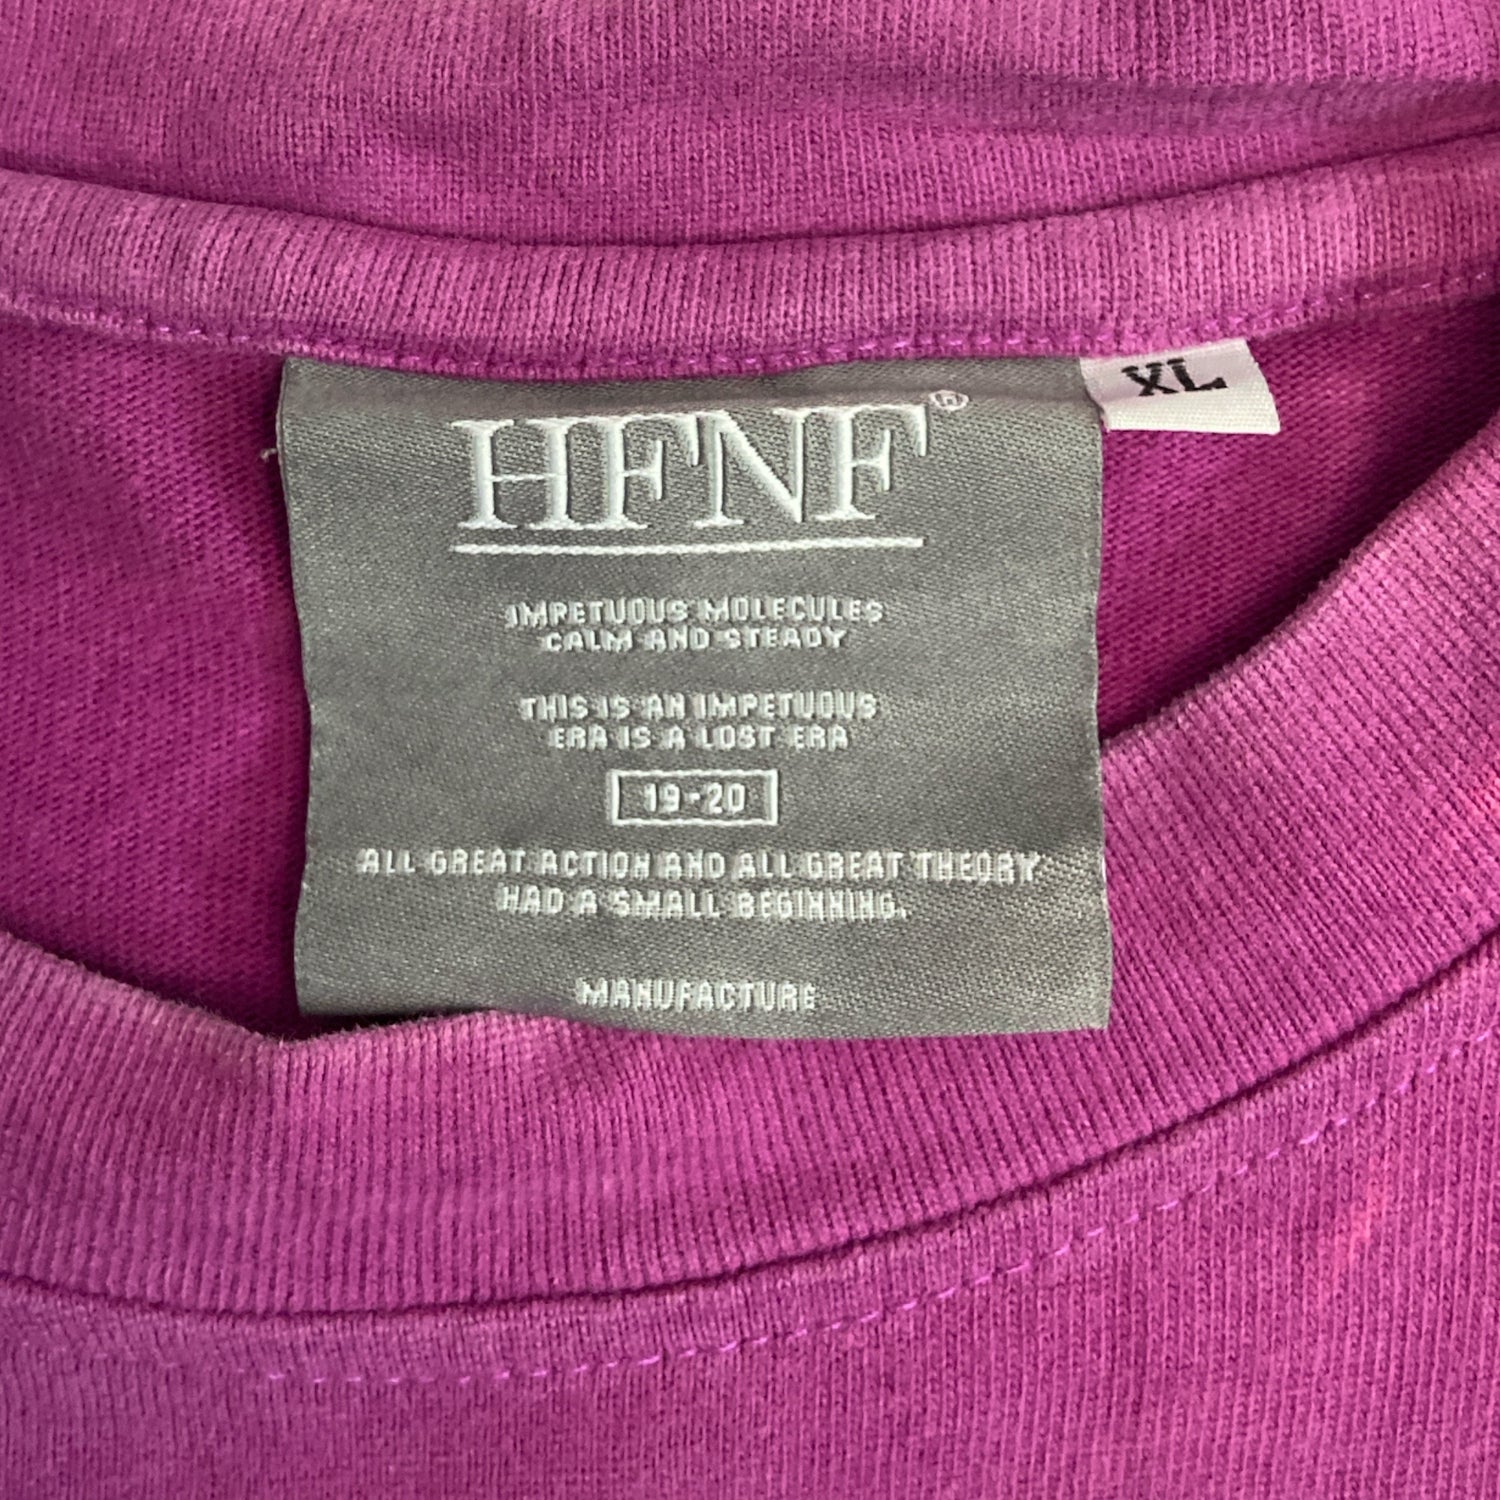 HFNF®
XL
IMPETUOUS MOLECULES
CALM AND STEADY
THIS IS AN IMPETUOUS
ERA IS A LOST ERA
19-20
ALL GREAT ACTION AND ALL GREAT THEORY
HAD A SMALL BEGINNING.
MANUFACTURE